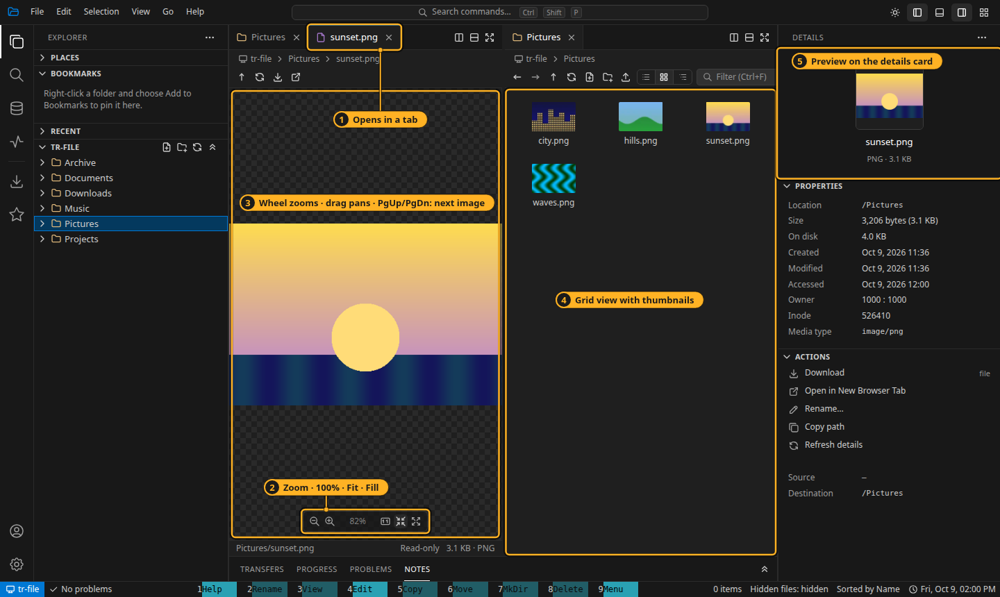 File Edit Selection View Go Help
Search commands... Ctrl Shift P
EXPLORER
PLACES
BOOKMARKS
Right-click a folder and choose Add to
Bookmarks to pin it here.
RECENT
TR-FILE
Archive
Documents
Downloads
Music
Pictures
Projects
Pictures
sunset.png
tr-file > Pictures > sunset.png
1 Opens in a tab
3 Wheel zooms · drag pans · PgUp/PgDn: next image
2 Zoom · 100% · Fit · Fill
82%
Pictures/sunset.png Read-only 3.1 KB · PNG
Pictures
tr-file > Pictures
Filter (Ctrl+F)
city.png
hills.png
sunset.png
waves.png
4 Grid view with thumbnails
TRANSFERS PROGRESS PROBLEMS NOTES
DETAILS
5 Preview on the details card
sunset.png
PNG · 3.1 KB
PROPERTIES
Location /Pictures
Size 3,206 bytes (3.1 KB)
On disk 4.0 KB
Created Oct 9, 2026 11:36
Modified Oct 9, 2026 11:36
Accessed Oct 9, 2026 12:00
Owner 1000 : 1000
Inode 526410
Media type image/png
ACTIONS
Download file
Open in New Browser Tab
Rename...
Copy path
Refresh details
Source –
Destination /Pictures
tr-file No problems 1Help 2Rename 3View 4Edit 5Copy 6Move 7MkDir 8Delete 9Menu 0 items Hidden files: hidden Sorted by Name Fri, Oct 9, 02:00 PM